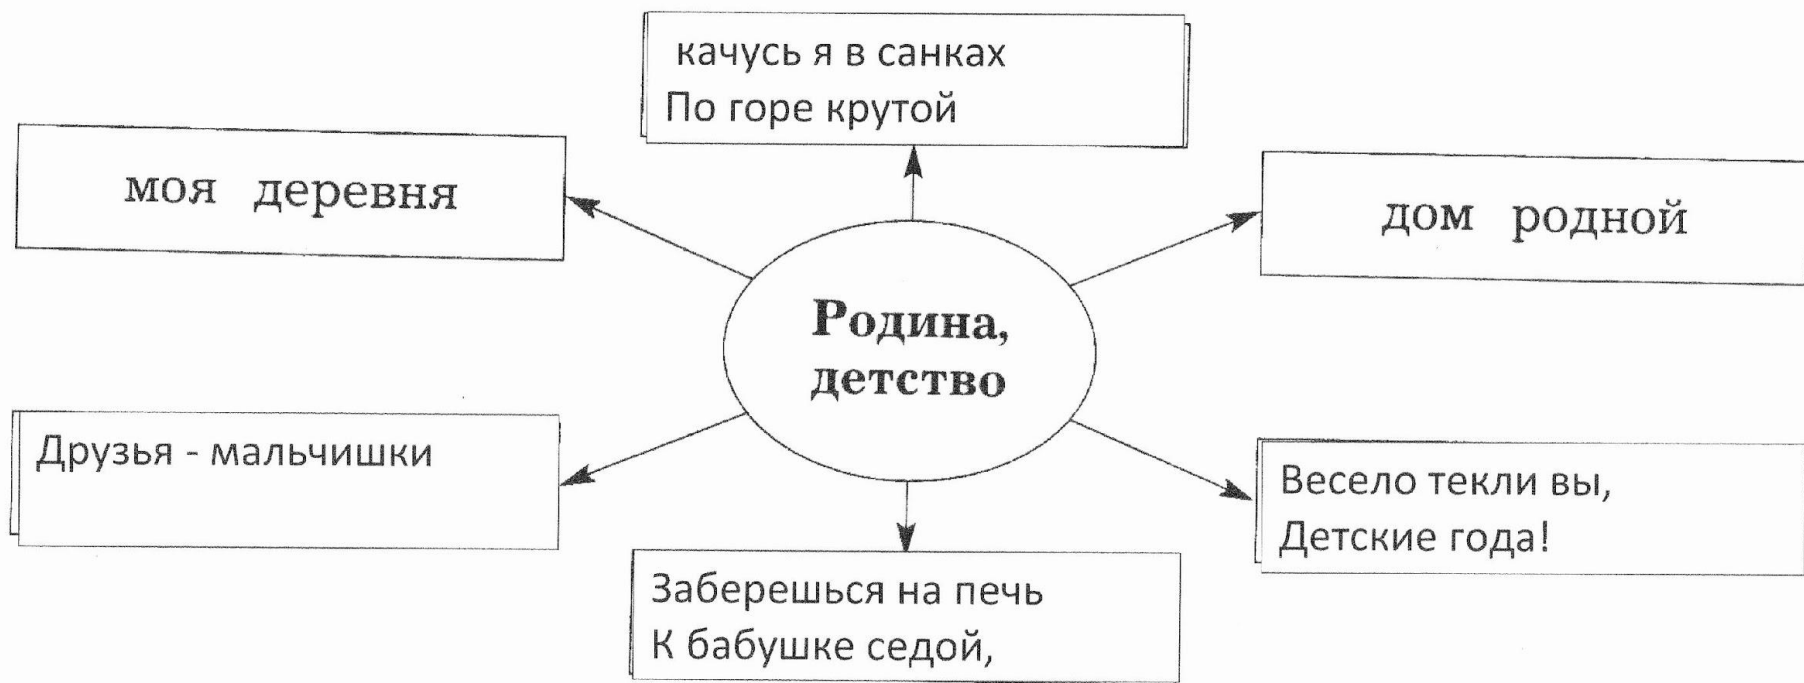 качусь я в санках
По горе крутой
моя деревня
дом родной
Родина,
детство
Друзья - мальчишки
Весело текли вы,
Детские года!
Заберешься на печь
К бабушке седой,